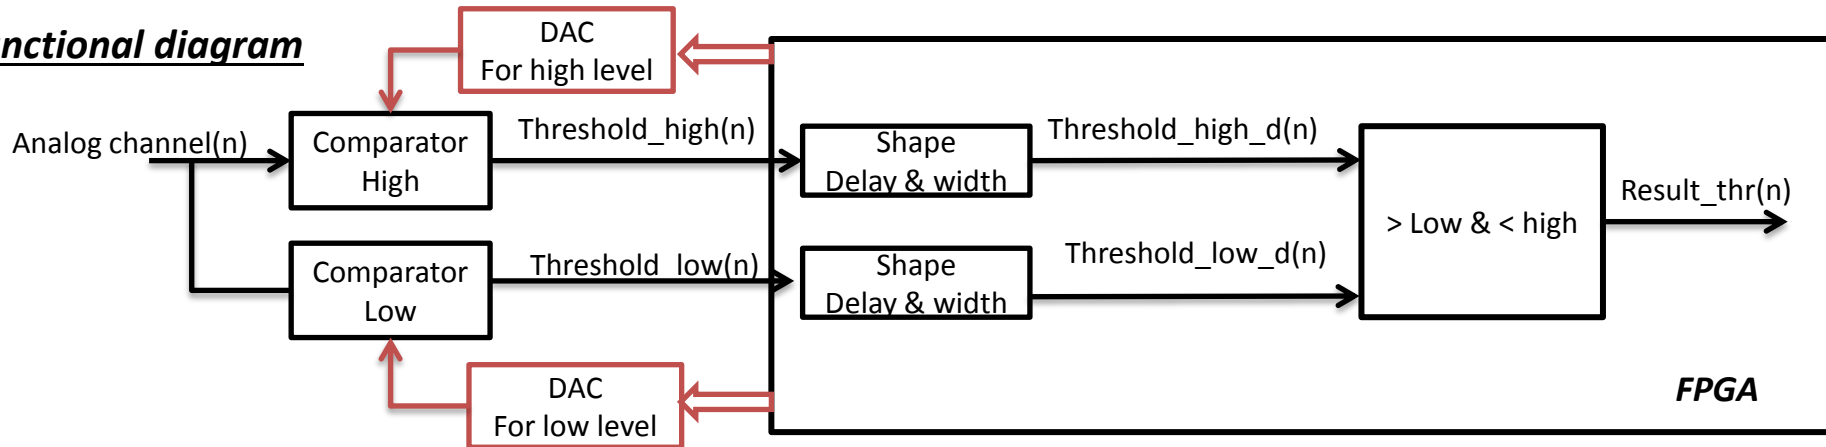 nctional diagram
DAC
For high level
Analog channel(n)
Comparator
High
Threshold_high(n)
Shape
Delay & width
Threshold_high_d(n)
> Low & < high
Result_thr(n)
Comparator
Low
Threshold_low(n)
Shape
Delay & width
Threshold_low_d(n)
DAC
For low level
FPGA